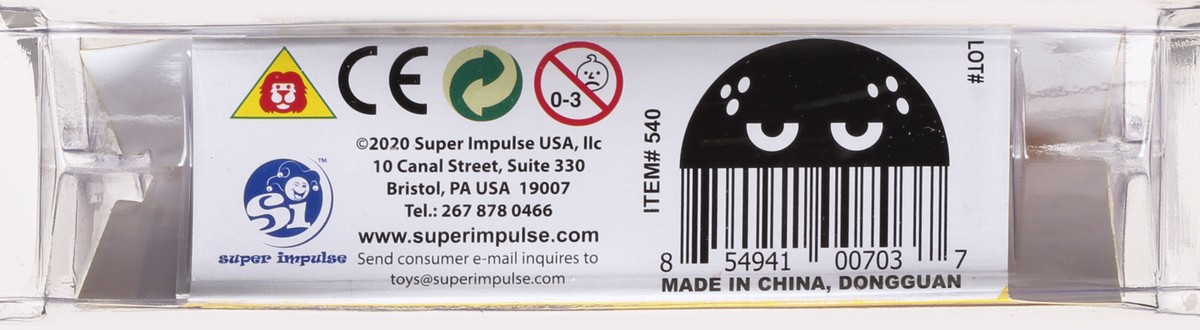 CE
0-3
©2020 Super Impulse USA, llc
10 Canal Street, Suite 330
Bristol, PA USA 19007
Tel.: 267 878 0466
www.superimpulse.com
Send consumer e-mail inquires to
toys@superimpulse.com
Si
TM
super impulse
ITEM# 540
LOT#
8 54941 00703 7
MADE IN CHINA, DONGGUAN